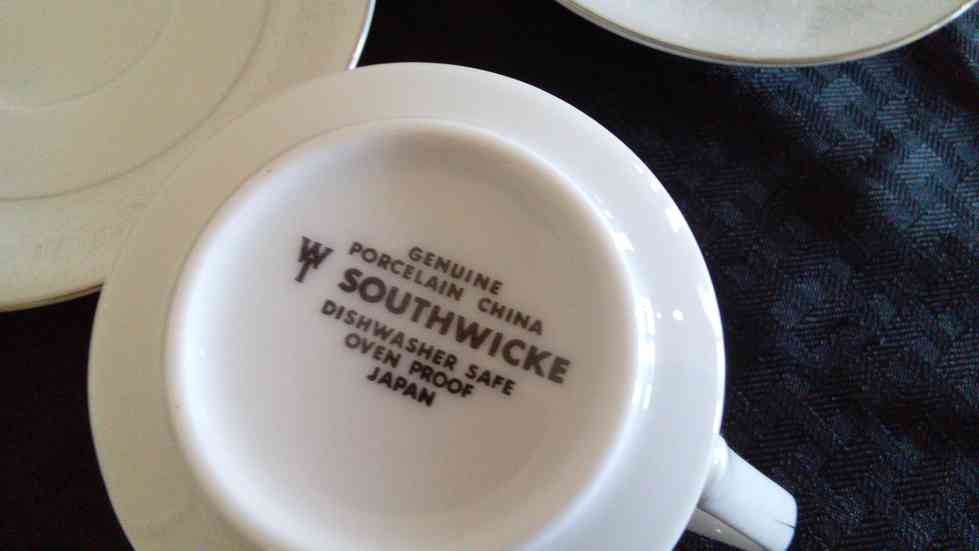 WT
GENUINE
PORCELAIN CHINA
SOUTHWICKE
DISHWASHER SAFE
OVEN PROOF
JAPAN